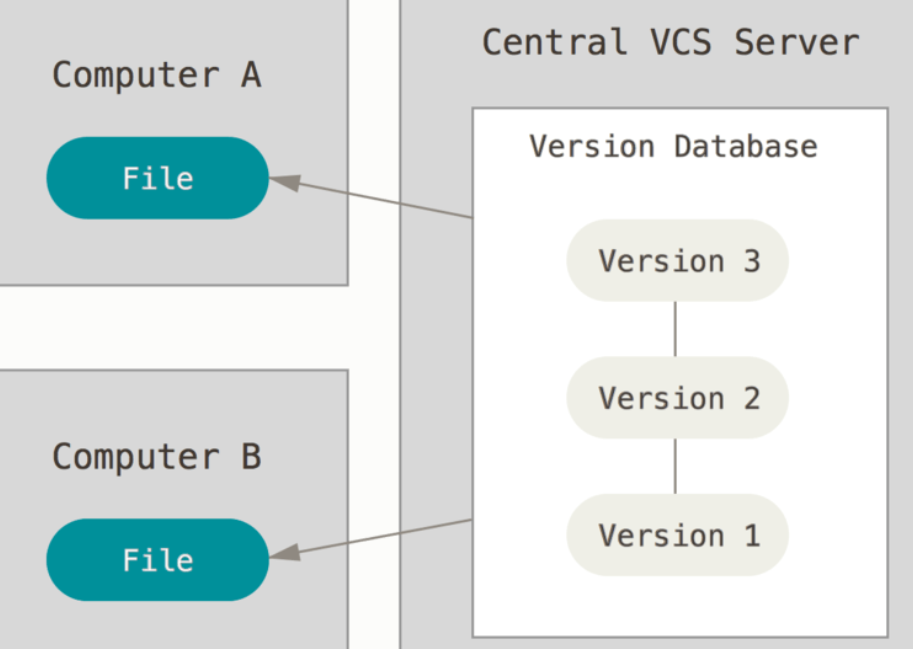 Computer A
File
Computer B
File
Central VCS Server
Version Database
Version 3
Version 2
Version 1